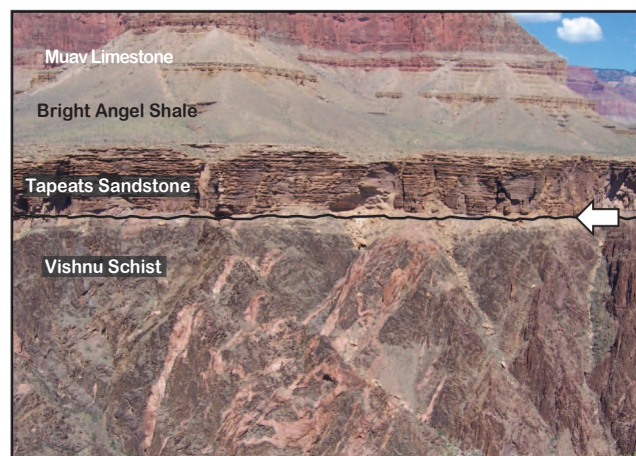 Muav Limestone
Bright Angel Shale
Tapeats Sandstone
Vishnu Schist